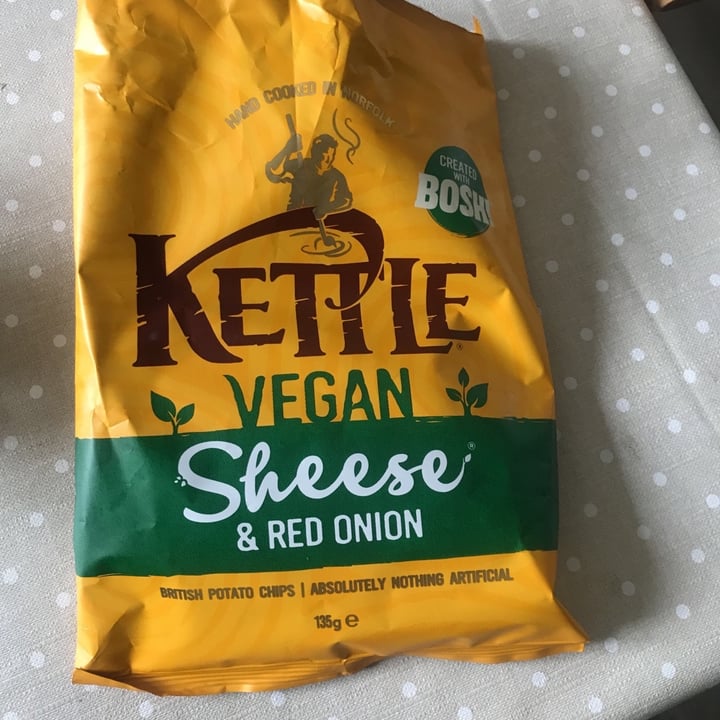 HAND COOKED IN NORFOLK
CREATED
WITH
BOSH!
KETTLE®
VEGAN
Sheese®
& RED ONION
BRITISH POTATO CHIPS | ABSOLUTELY NOTHING ARTIFICIAL
135g e